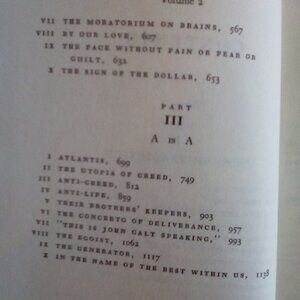 Volume 2
VII THE MORATORIUM ON BRAINS, 567
VIII BY OUR LOVE, 607
IX THE FACE WITHOUT PAIN OR FEAR OR
GUILT, 632
X THE SIGN OF THE DOLLAR, 653
PART
III
A IS A
I ATLANTIS, 699
II THE UTOPIA OF GREED, 749
III ANTI-GREED, 812
IV ANTI-LIFE, 859
V THEIR BROTHERS' KEEPERS, 903
VI THE CONCERTO OF DELIVERANCE, 957
VII "THIS IS JOHN GALT SPEAKING," 993
VIII THE EGOIST, 1062
IX THE GENERATOR, 1117
X IN THE NAME OF THE BEST WITHIN US, 1138